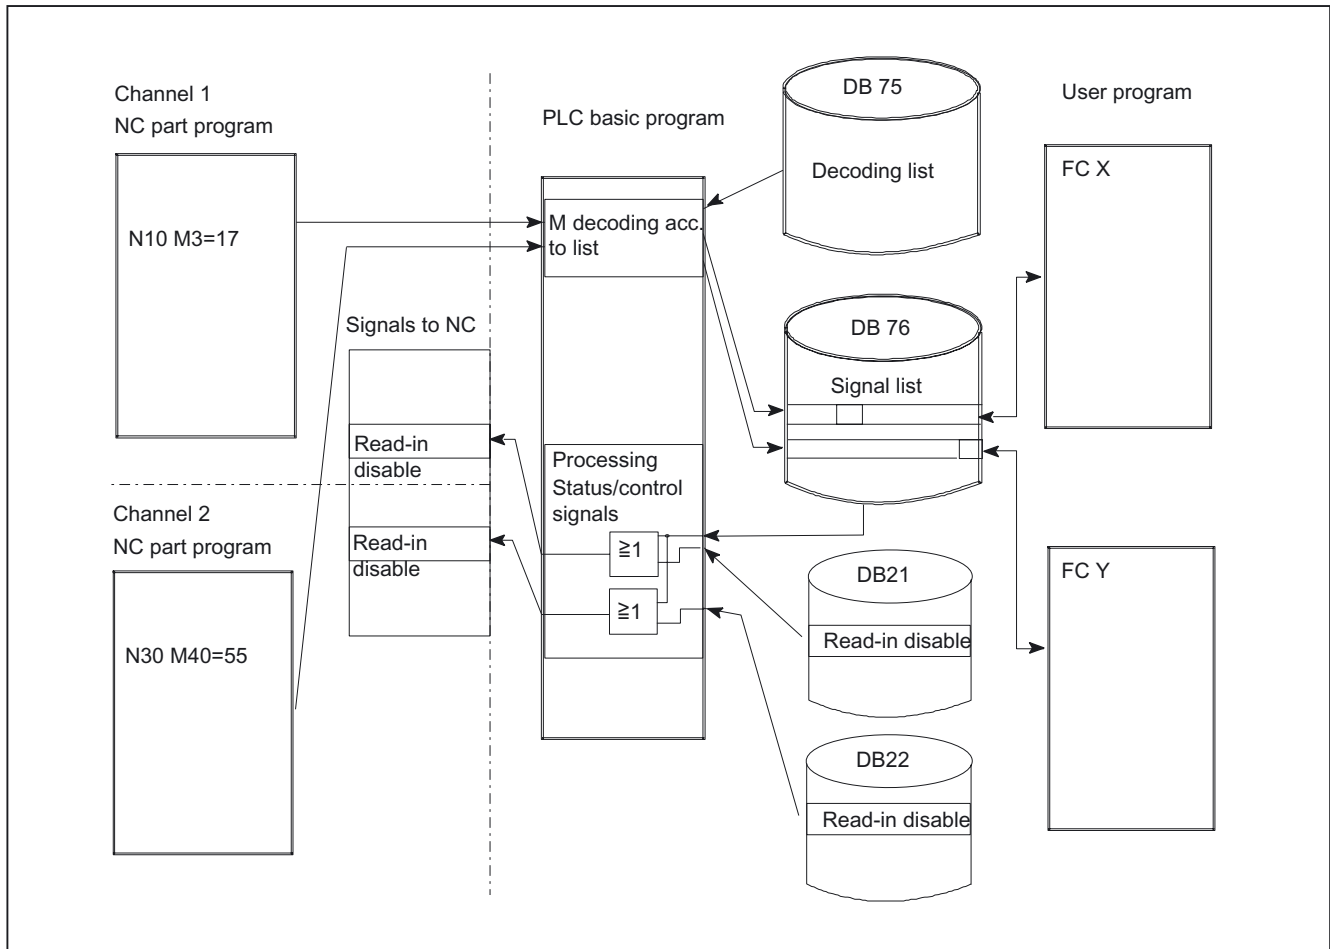 Channel 1
NC part program
N10 M3=17
Signals to NC
Read-in
disable
Channel 2
NC part program
Read-in
disable
N30 M40=55
PLC basic program
M decoding acc.
to list
Processing
Status/control
signals
≧1
≧1
DB 75
Decoding list
DB 76
Signal list
DB21
Read-in disable
DB22
Read-in disable
User program
FC X
FC Y